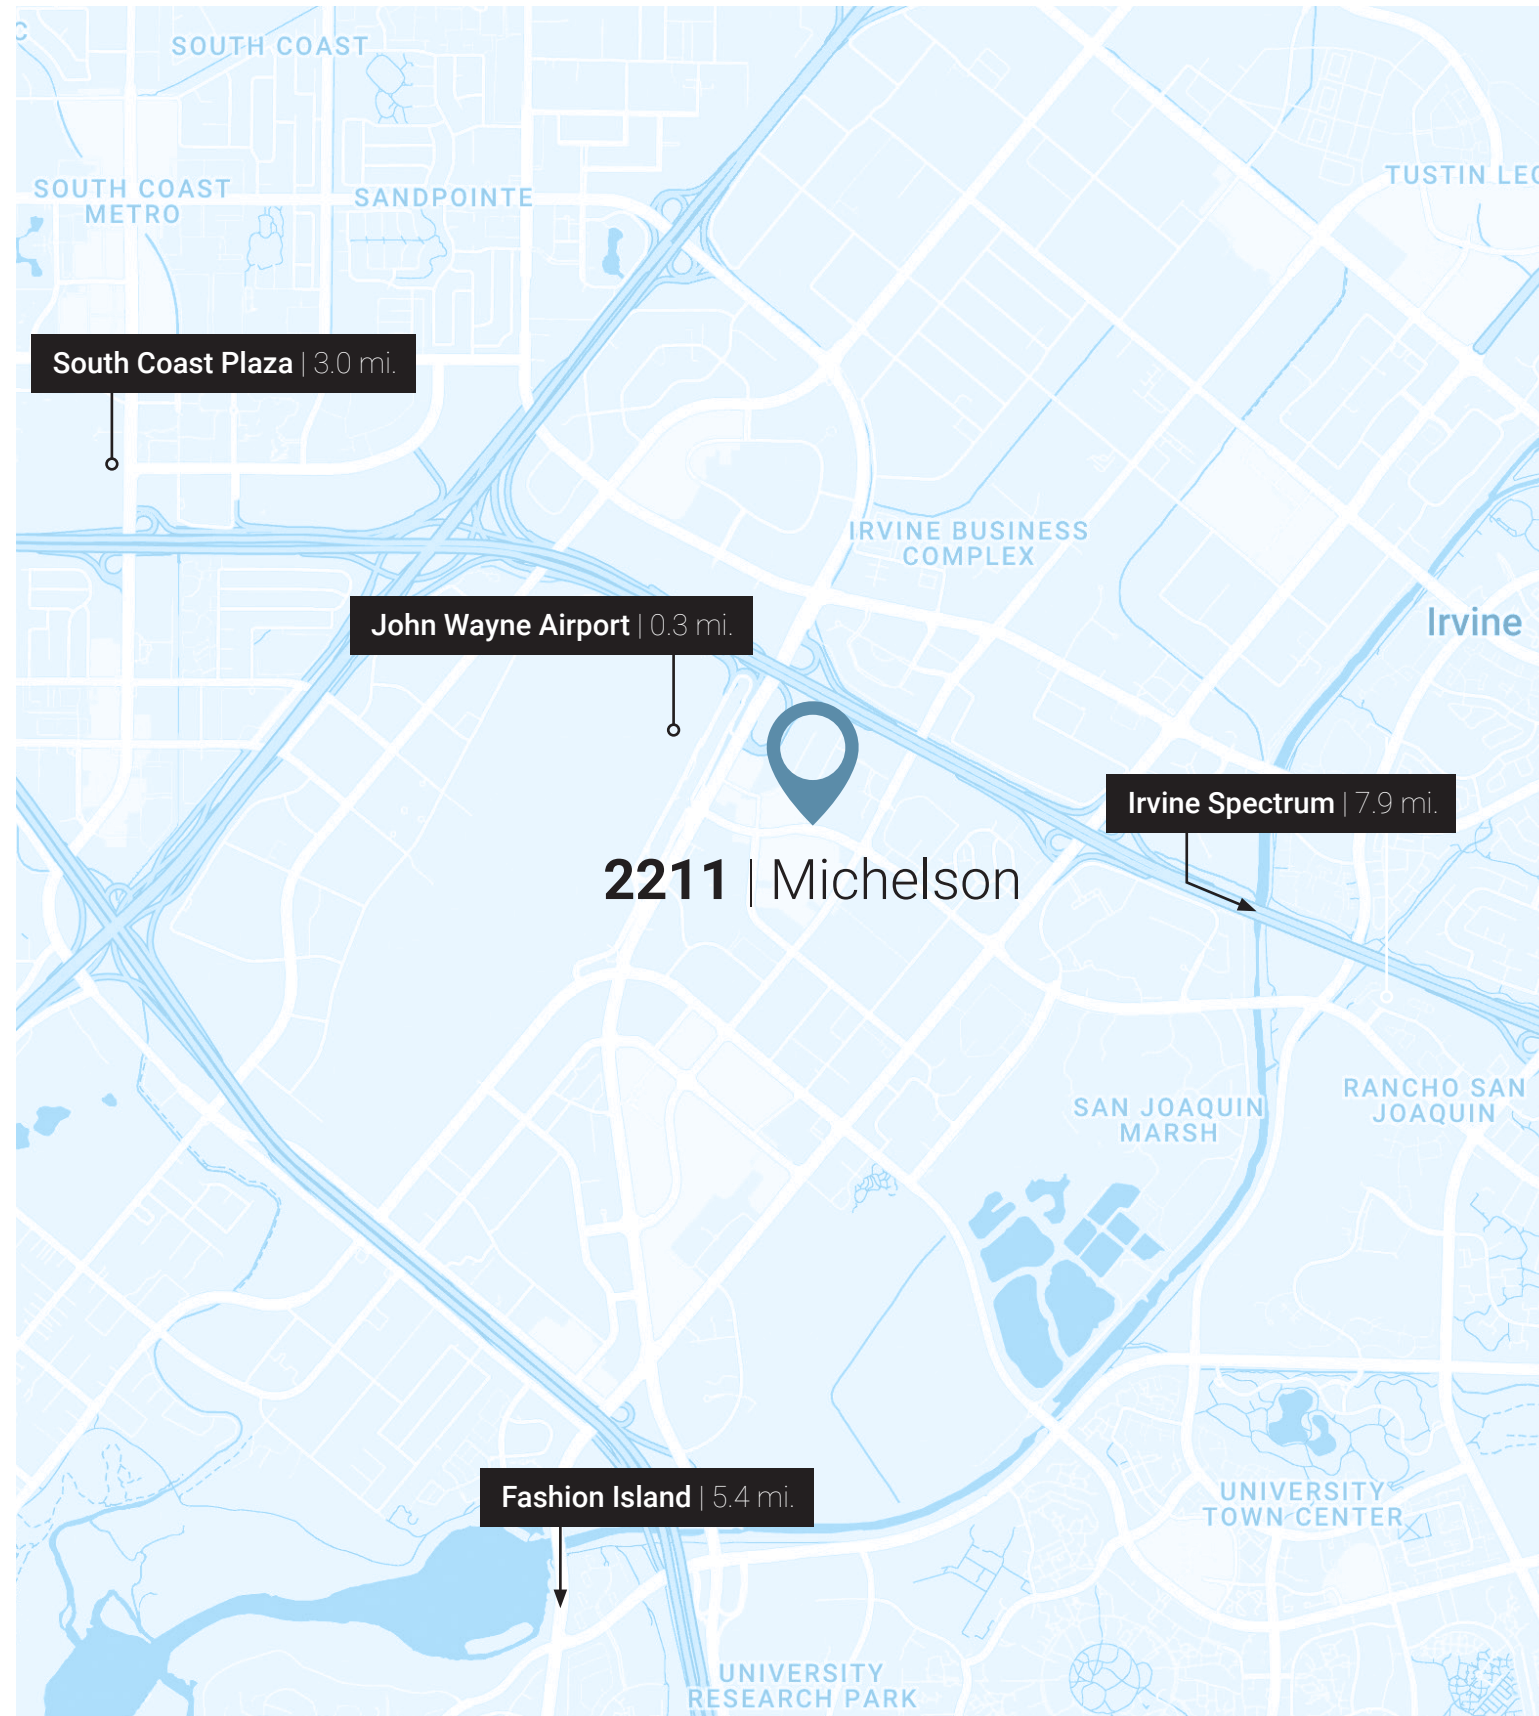 SOUTH COAST
SOUTH COAST
METRO
SANDPOINTE
TUSTIN LEG
South Coast Plaza | 3.0 mi.
IRVINE BUSINESS
COMPLEX
John Wayne Airport | 0.3 mi.
Irvine
Irvine Spectrum | 7.9 mi.
2211 | Michelson
SAN JOAQUIN
MARSH
RANCHO SAN
JOAQUIN
Fashion Island | 5.4 mi.
UNIVERSITY
TOWN CENTER
UNIVERSITY
RESEARCH PARK